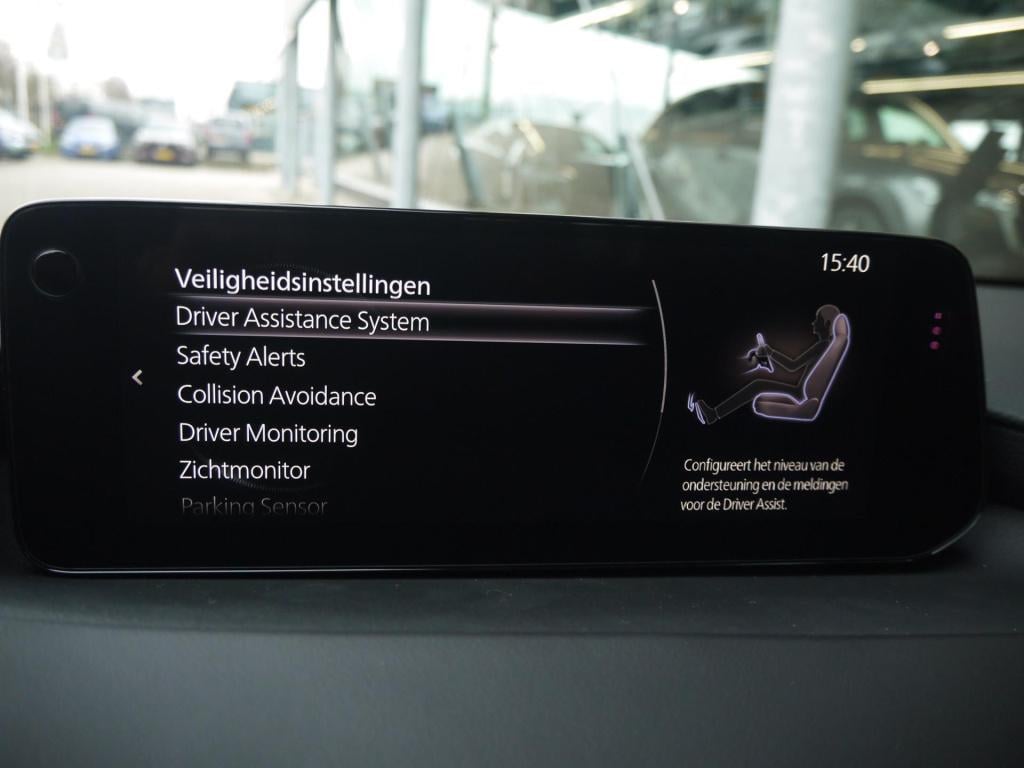 15:40
Veiligheidsinstellingen
Driver Assistance System
Safety Alerts
Collision Avoidance
Driver Monitoring
Zichtmonitor
Parking Sensor
Configureert het niveau van de
ondersteuning en de meldingen
voor de Driver Assist.